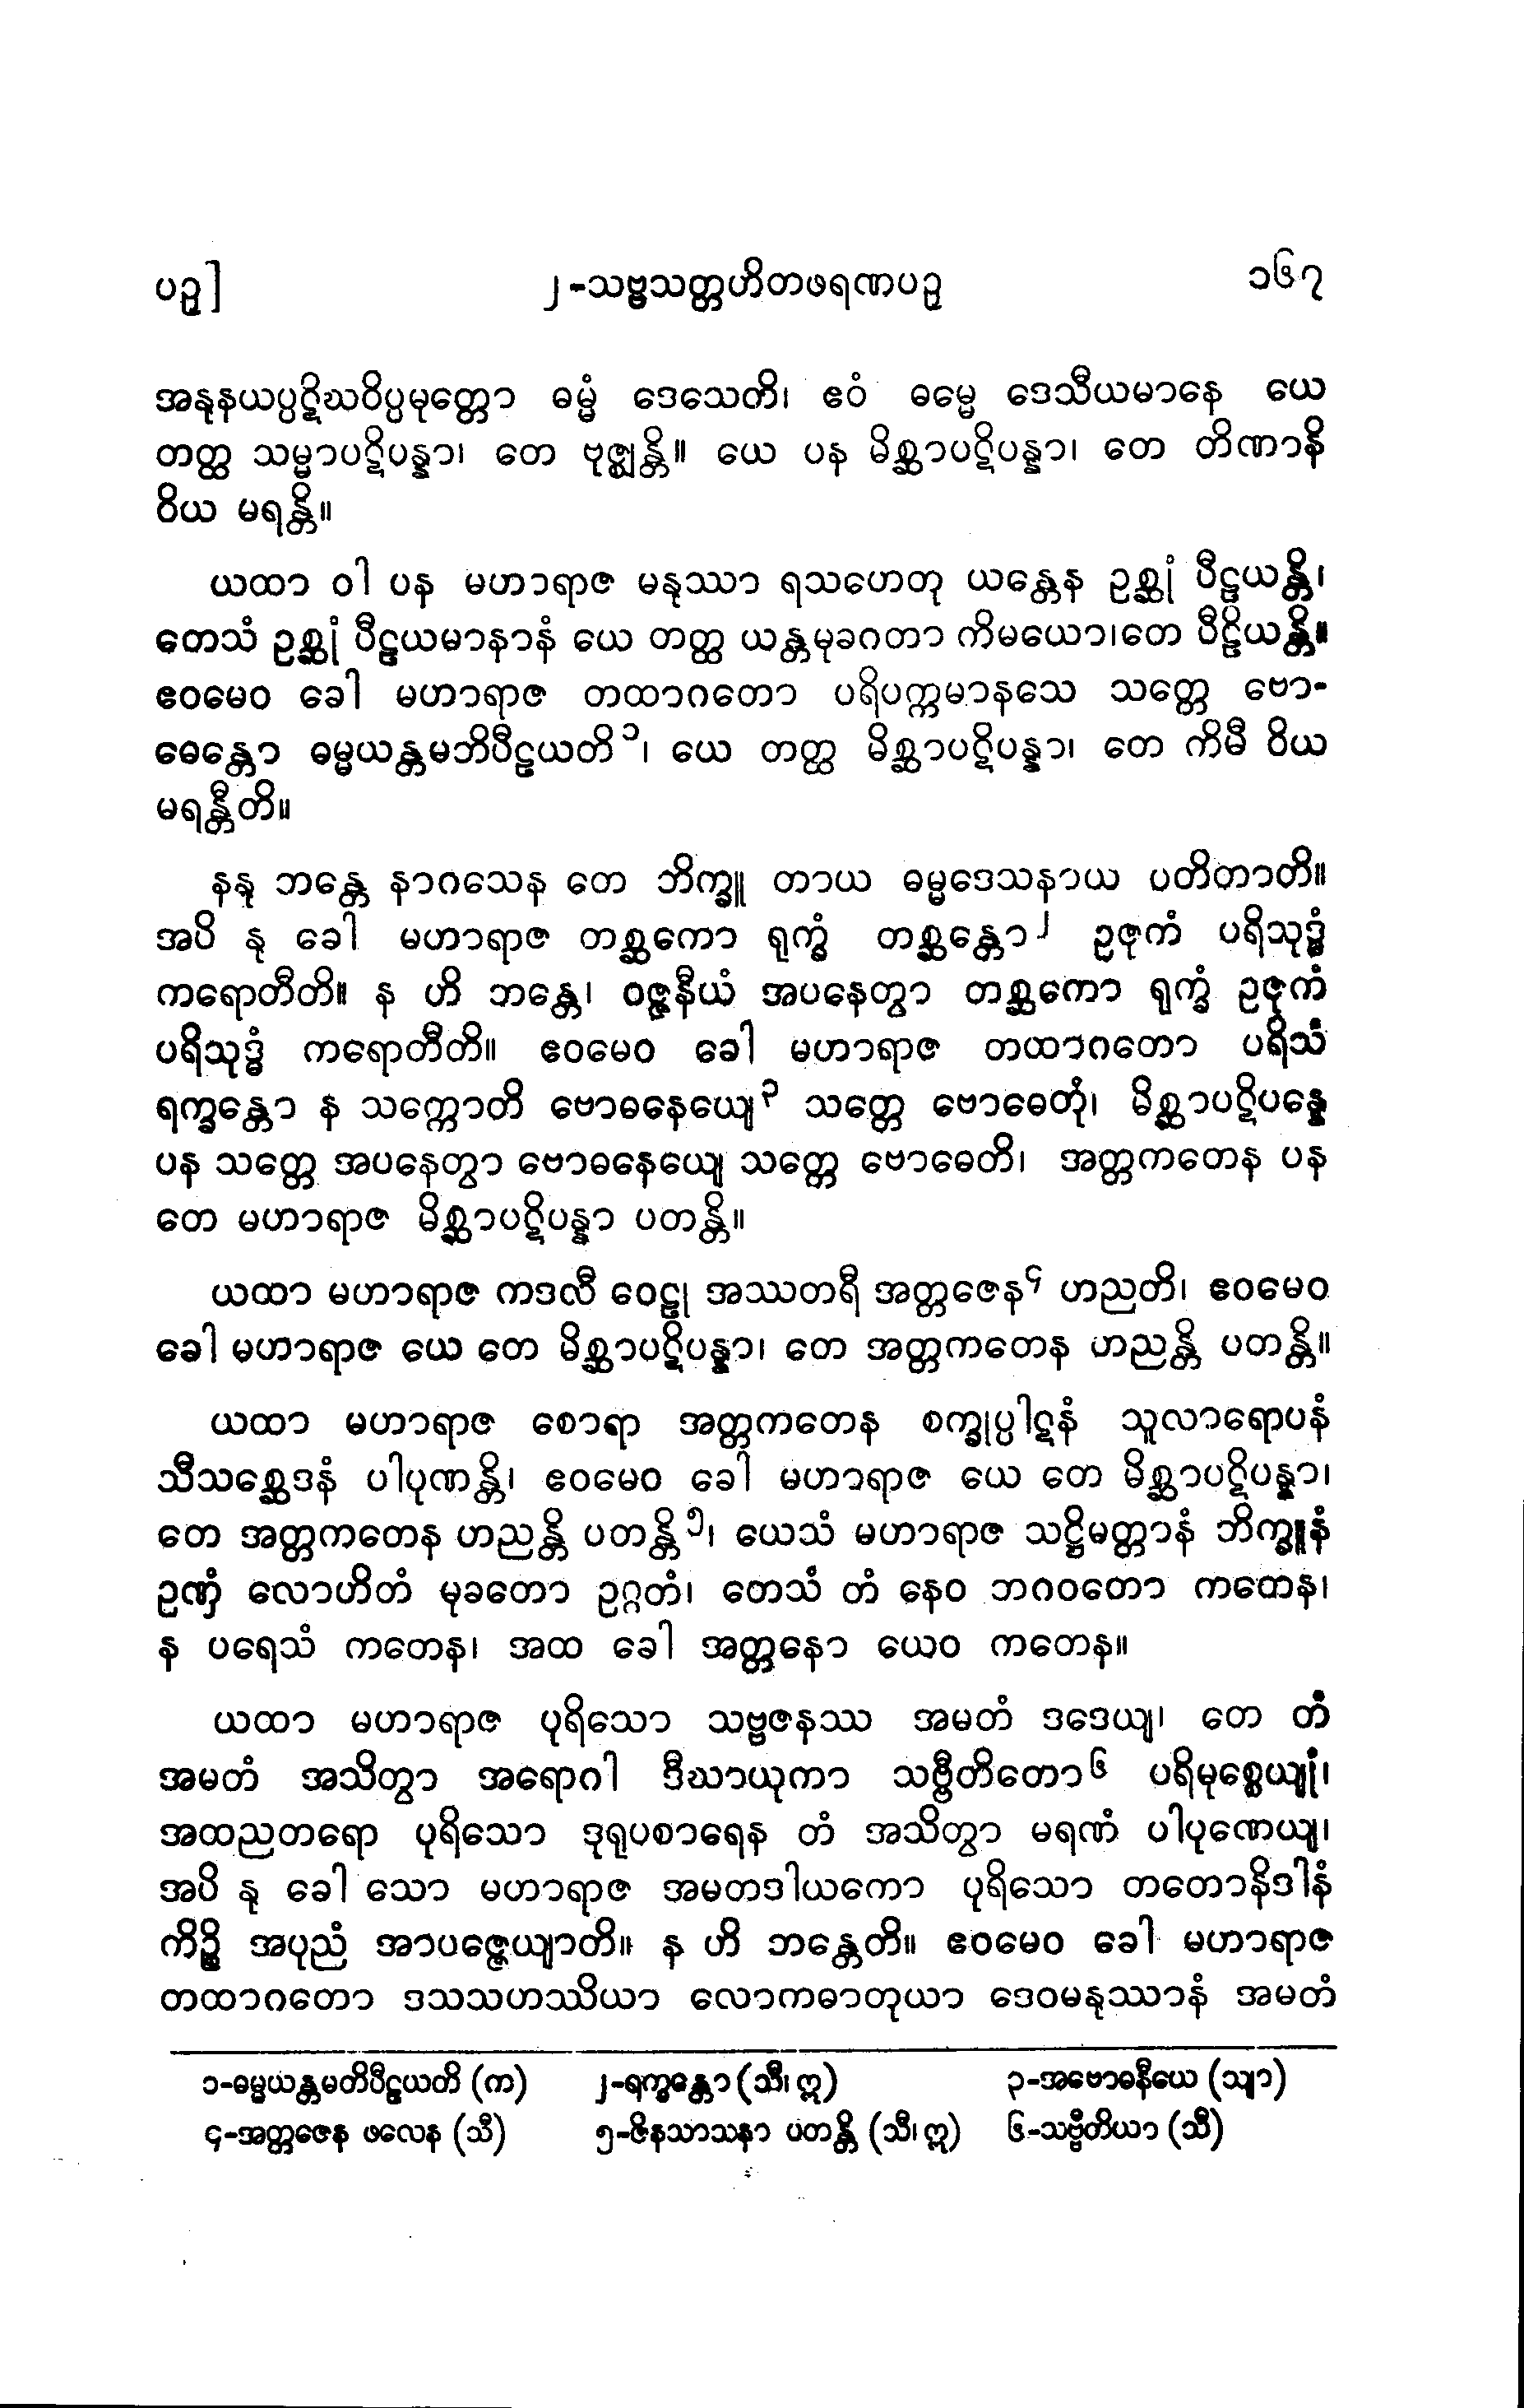 ပဉှ]
၂-သဗ္ဗသတ္တဟိတဖရဏပဉှ
၁၆၇
အနုနယပ္ပဋိဃဝိပ္ပမုတ္တော ဓမ္မံ ဒေသေတိ၊ ဧဝံ ဓမ္မေ ဒေသီယမာနေ ယေ
တတ္ထ သမ္မာပဋိပန္နာ၊ တေ ဗုဇ္ဈန္တိ။ ယေ ပန မိစ္ဆာပဋိပန္နာ၊ တေ တိဏာနိ
ဝိယ မရန္တိ။
ယထာ ဝါ ပန မဟာရာဇ မနုဿာ ရသဟေတု ယန္တေန ဥစ္ဆုံ ပီဠယန္တိ၊
တေသံ ဥစ္ဆုံ ပီဠယမာနာနံ ယေ တတ္ထ ယန္တမုခဂတာ ကိမယော၊တေ ပီဠိယန္တိ။
ဧဝမေဝ ခေါ မဟာရာဇ တထာဂတော ပရိပက္ကမာနသေ သတ္တေ ဗော-
ဓေန္တော ဓမ္မယန္တမဘိပီဠယတိ၁၊ ယေ တတ္ထ မိစ္ဆာပဋိပန္နာ၊ တေ ကိမီ ဝိယ
မရန္တီတိ။
နနု ဘန္တေ နာဂသေန တေ ဘိက္ခူ တာယ ဓမ္မဒေသနာယ ပတိတာတိ။
အပိ နု ခေါ မဟာရာဇ တစ္ဆကော ရုက္ခံ တစ္ဆန္တော၂ ဥဇုကံ ပရိသုဒ္ဓံ
ကရောတီတိ။ န ဟိ ဘန္တေ၊ ဝဇ္ဇနီယံ အပနေတွာ တစ္ဆကော ရုက္ခံ ဥဇုကံ
ပရိသုဒ္ဓံ ကရောတီတိ။ ဧဝမေဝ ခေါ မဟာရာဇ တထာဂတော ပရိသံ
ရက္ခန္တော န သက္ကောတိ ဗောဓနေယျေ၃ သတ္တေ ဗောဓေတုံ၊ မိစ္ဆာပဋိပန္နေ
ပန သတ္တေ အပနေတွာ ဗောဓနေယျေ သတ္တေ ဗောဓေတိ၊ အတ္တကတေန ပန
တေ မဟာရာဇ မိစ္ဆာပဋိပန္နာ ပတန္တိ။
ယထာ မဟာရာဇ ကဒလီ ဝေဠု အဿတရီ အတ္တဇေန၄ ဟညတိ၊ ဧဝမေဝ
ခေါ မဟာရာဇ ယေ တေ မိစ္ဆာပဋိပန္နာ၊ တေ အတ္တကတေန ဟညန္တိ ပတန္တိ။
ယထာ မဟာရာဇ စောရာ အတ္တကတေန စက္ခုပ္ပါဋနံ သူလာရောပနံ
သီသစ္ဆေဒနံ ပါပုဏန္တိ၊ ဧဝမေဝ ခေါ မဟာရာဇ ယေ တေ မိစ္ဆာပဋိပန္နာ၊
တေ အတ္တကတေန ဟညန္တိ ပတန္တိ၅၊ ယေသံ မဟာရာဇ သဋ္ဌိမတ္တာနံ ဘိက္ခူနံ
ဥဏှံ လောဟိတံ မုခတော ဥဂ္ဂတံ၊ တေသံ တံ နေဝ ဘဂဝတော ကတေန၊
န ပရေသံ ကတေန၊ အထ ခေါ အတ္တနော ယေဝ ကတေန။
ယထာ မဟာရာဇ ပုရိသော သဗ္ဗဇနဿ အမတံ ဒဒေယျ၊ တေ တံ
အမတံ အသိတွာ အရောဂါ ဒီဃာယုကာ သဗ္ဗီတိတော၆ ပရိမုစ္စေယျုံ၊
အထညတရော ပုရိသော ဒုရုပစာရေန တံ အသိတွာ မရဏံ ပါပုဏေယျ၊
အပိ နု ခေါ သော မဟာရာဇ အမတဒါယကော ပုရိသော တတောနိဒါနံ
ကိဉ္စိ အပုညံ အာပဇ္ဇေယျာတိ။ န ဟိ ဘန္တေတိ။ ဧဝမေဝ ခေါ မဟာရာဇ
တထာဂတော ဒသသဟဿိယာ လောကဓာတုယာ ဒေဝမနုဿာနံ အမတံ
၁-ဓမ္မယန္တမတိပီဠယတိ (က) ၂-ရက္ခန္တော (သီ၊ ဣ) ၃-အဗောဓနီယေ (သျာ)
၄-အတ္တဇေန ဖလေန (သီ) ၅-ဇိနသာသနာ ပတန္တိ (သီ၊ ဣ) ၆-သဗ္ဗီတိယာ (သီ)